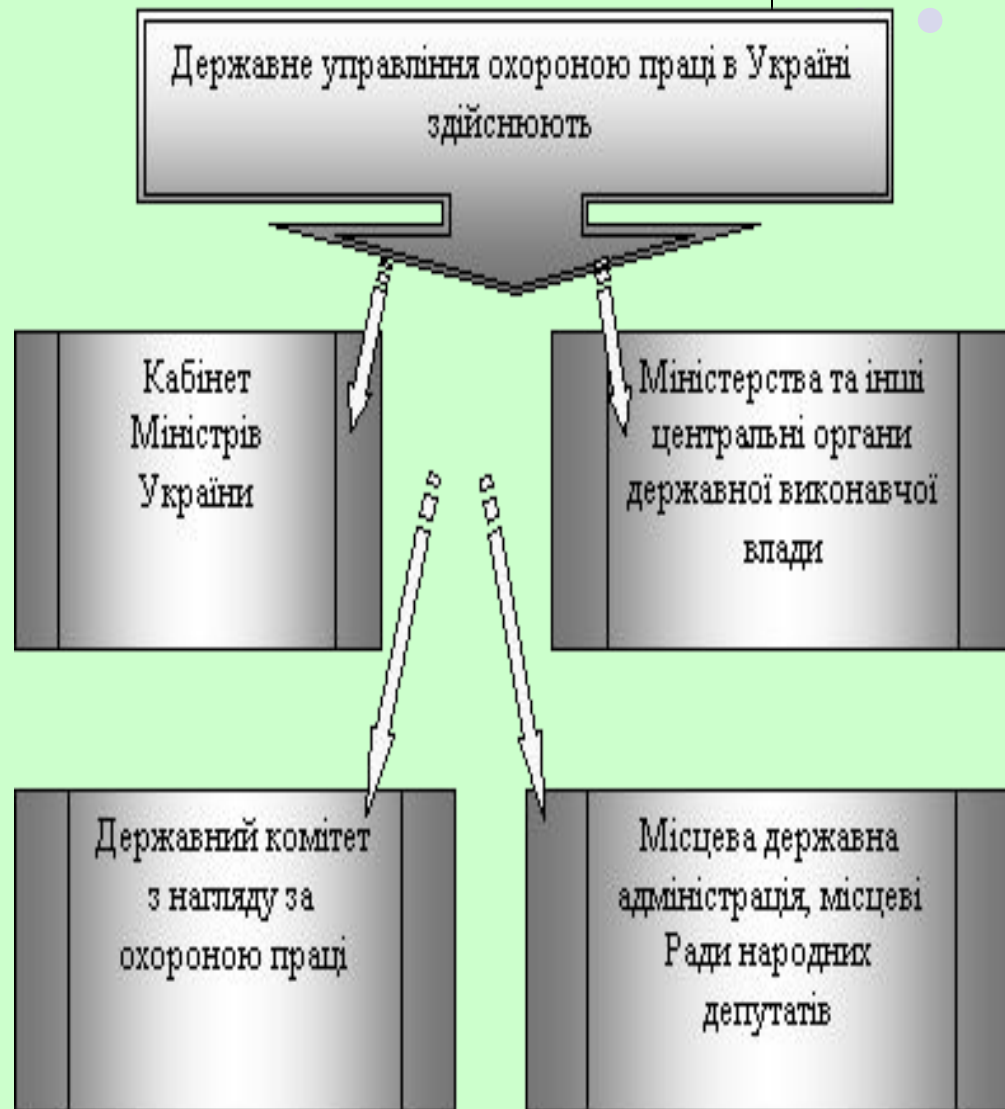 Державне управління охороною праці в Україні
здійснюють
Кабінет
Міністрів
України
Міністерства та інші
центральні органи
державної виконавчої
влади
Державний комітет
з нагляду за
охороною праці
Місцева державна
адміністрація, місцеві
Ради народних
депутатів